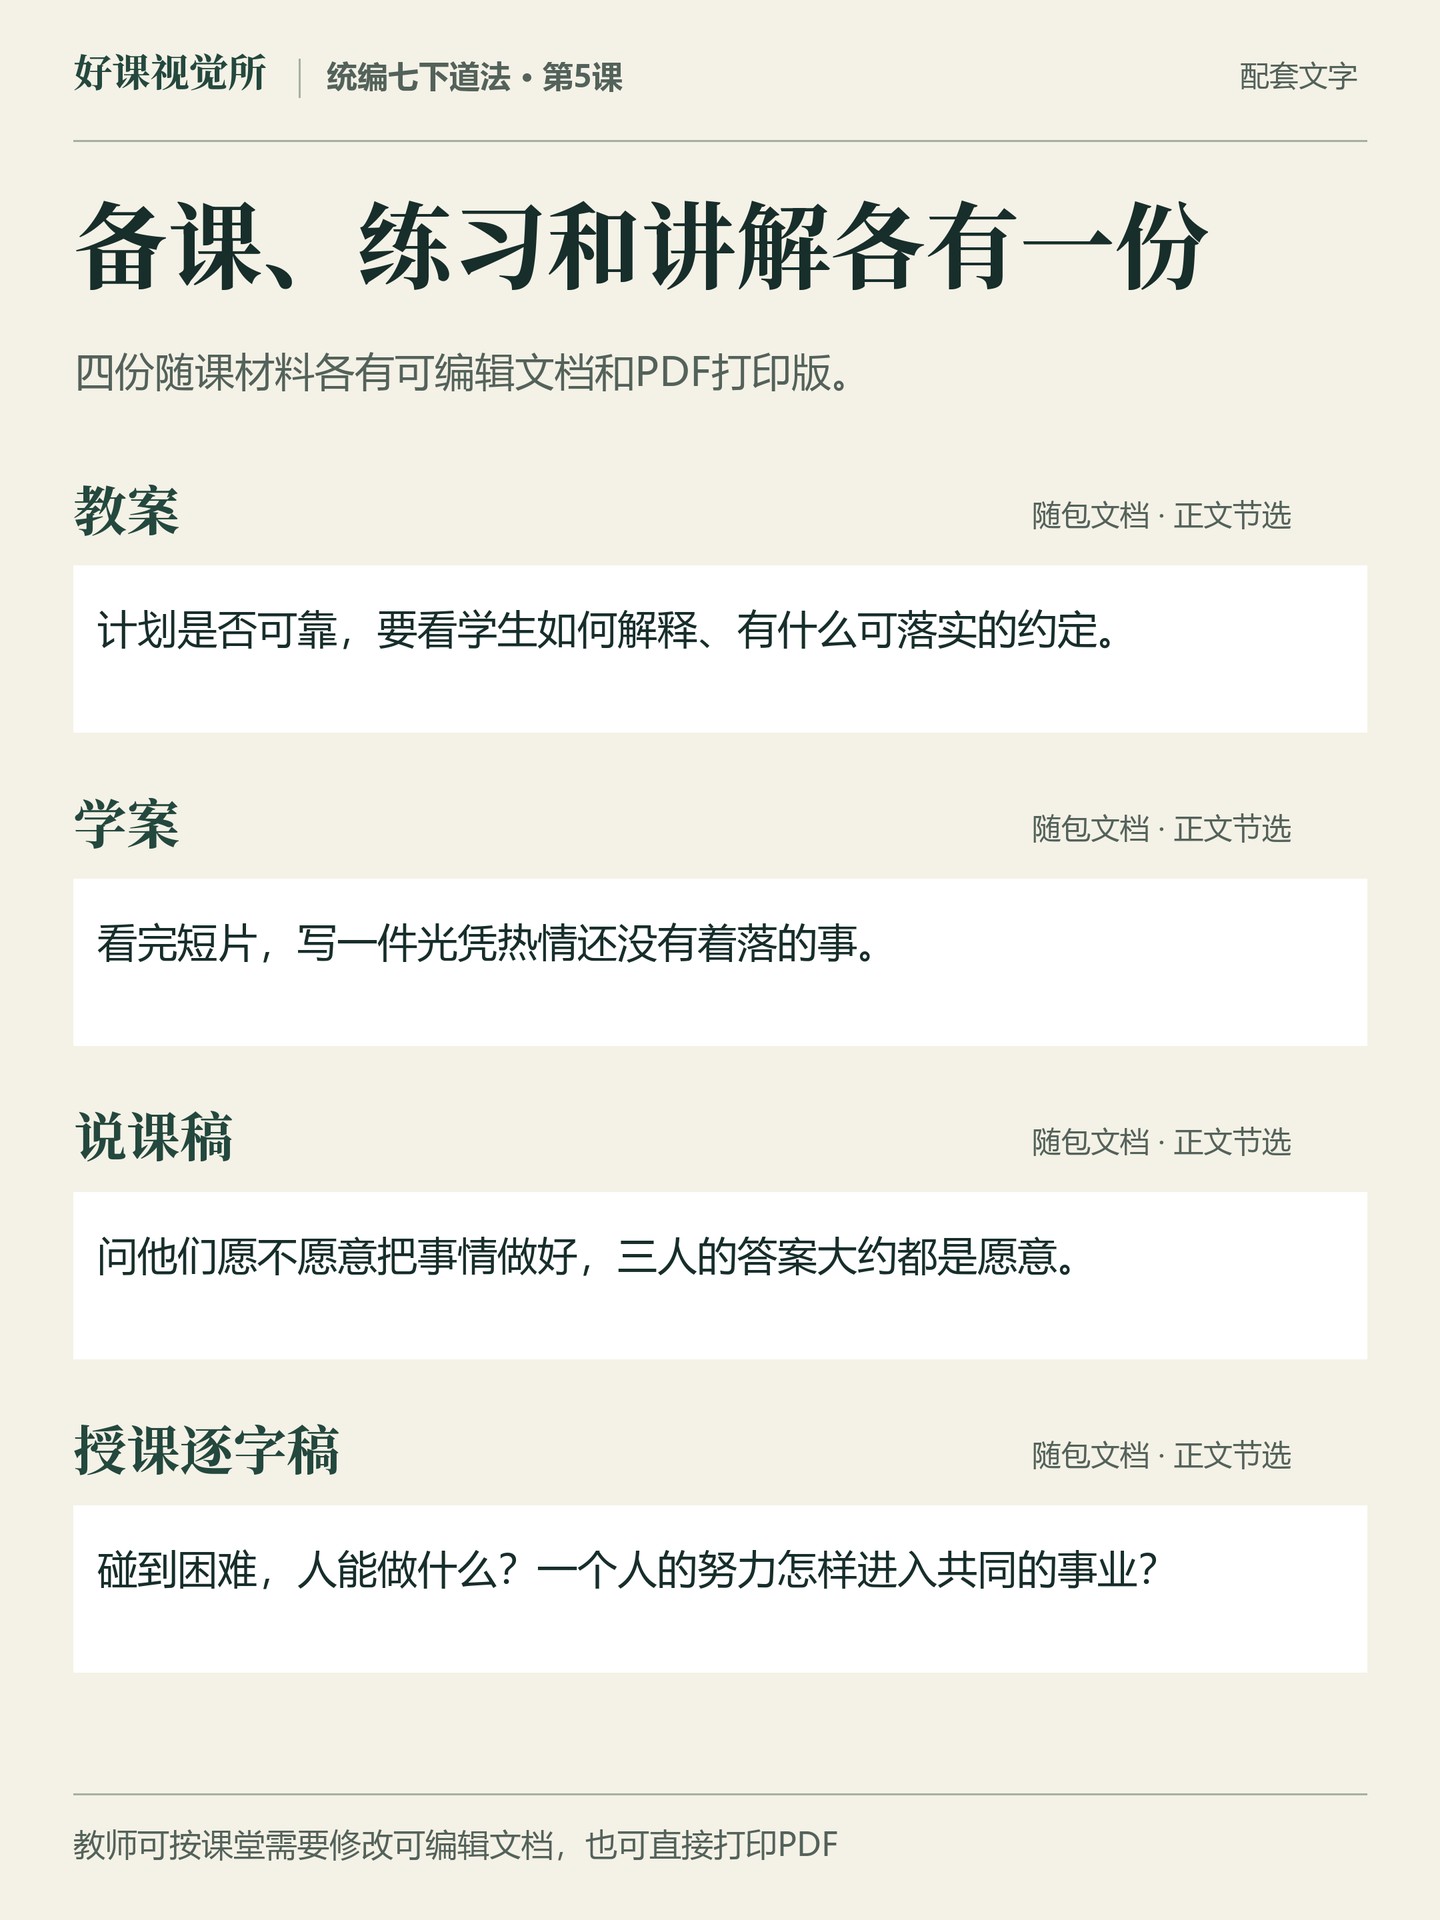 好课视觉所 | 统编七下道法·第5课 配套文字
备课、练习和讲解各有一份
四份随课材料各有可编辑文档和PDF打印版。
教案 随包文档·正文节选
计划是否可靠，要看学生如何解释、有什么可落实的约定。
学案 随包文档·正文节选
看完短片，写一件光凭热情还没有着落的事。
说课稿 随包文档·正文节选
问他们愿不愿意把事情做好，三人的答案大约都是愿意。
授课逐字稿 随包文档·正文节选
碰到困难，人能做什么？一个人的努力怎样进入共同的事业？
教师可按课堂需要修改可编辑文档，也可直接打印PDF